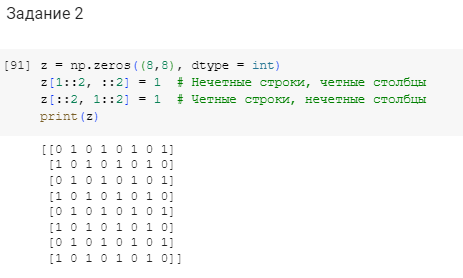 Задание 2
[91] z = np.zeros((8,8), dtype = int)
z[1::2, ::2] = 1  # Нечетные строки, четные столбцы
z[::2, 1::2] = 1  # Четные строки, нечетные столбцы
print(z)
[[0 1 0 1 0 1 0 1]
[1 0 1 0 1 0 1 0]
[0 1 0 1 0 1 0 1]
[1 0 1 0 1 0 1 0]
[0 1 0 1 0 1 0 1]
[1 0 1 0 1 0 1 0]
[0 1 0 1 0 1 0 1]
[1 0 1 0 1 0 1 0]]